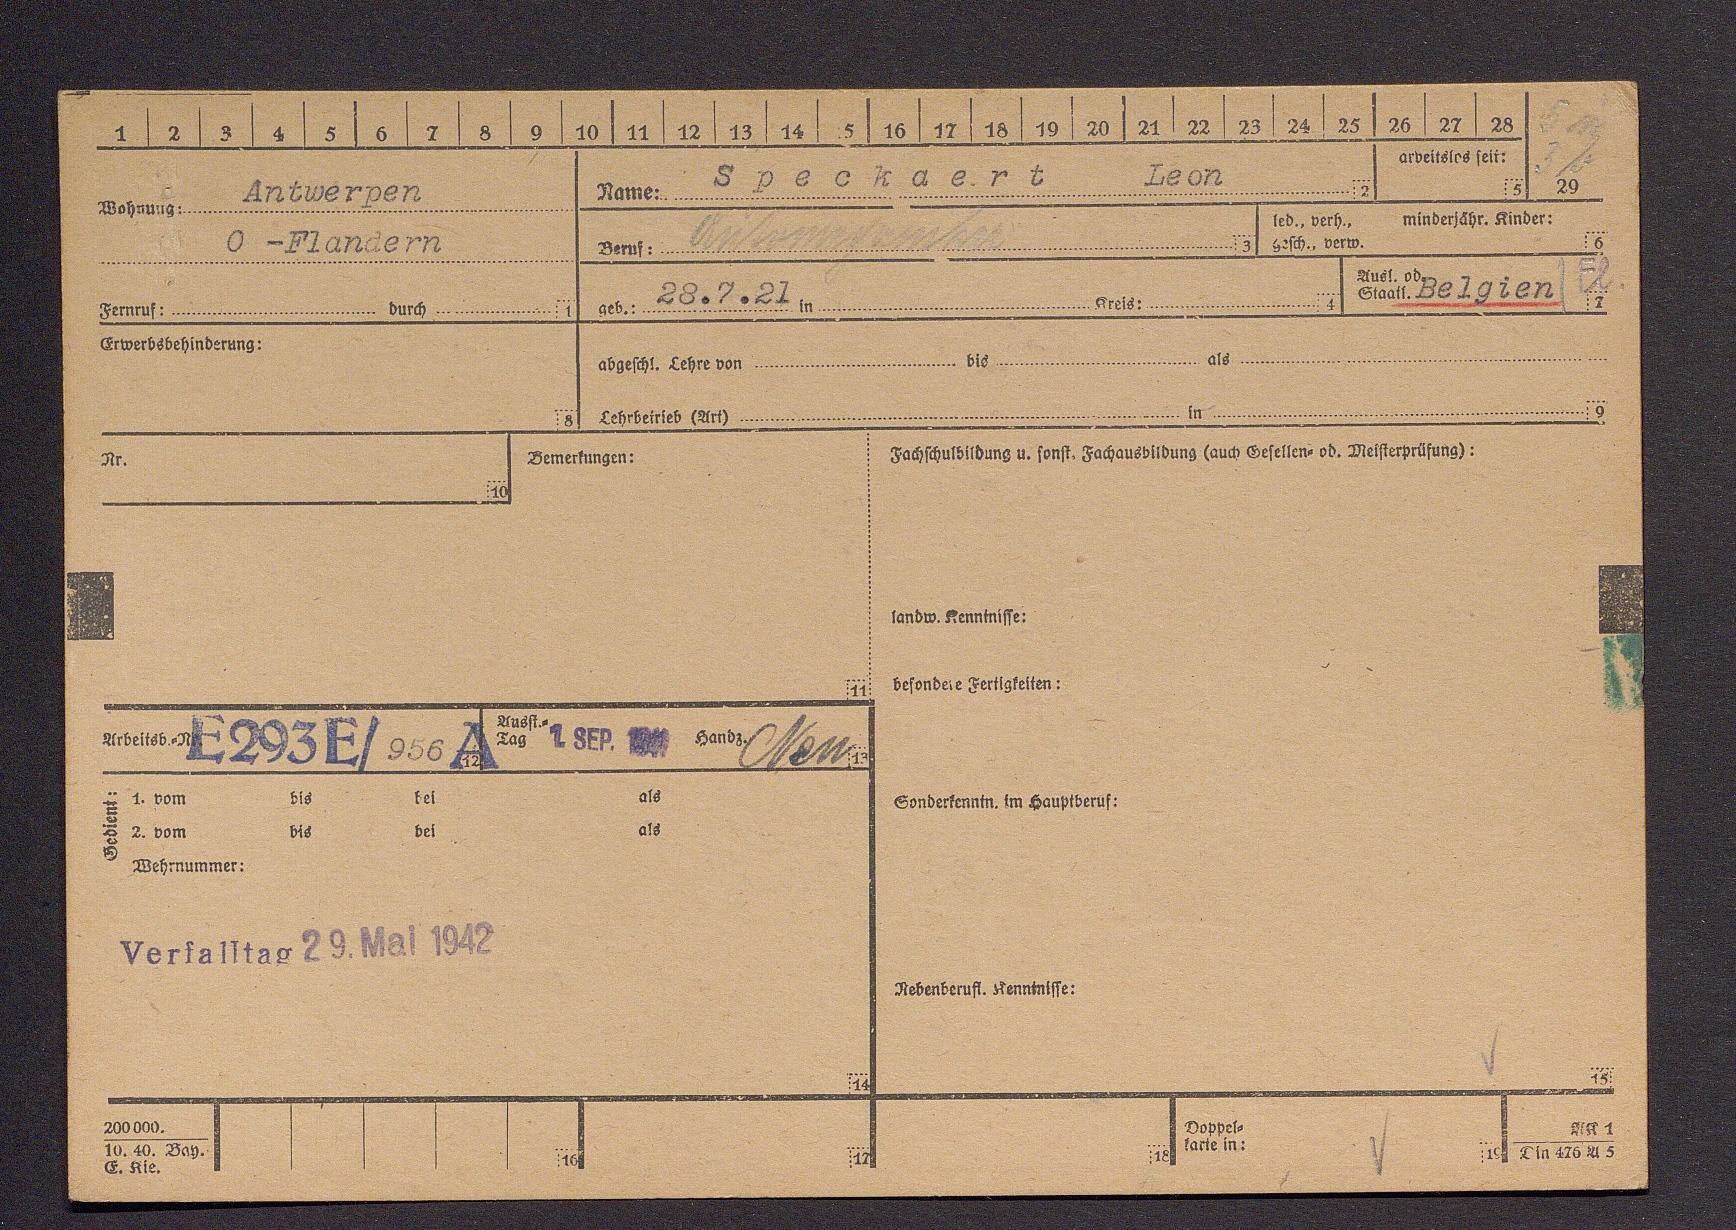 1 2 3 4 5 6 7 8 9 10 11 12 13 14 15 16 17 18 19 20 21 22 23 24 25 26 27 28
Wohnung: Antwerpen
O -Flandern
Fernruf: durch 1
Name: Speckaert Leon 2
arbeitslos seit: 5 29
Beruf: 3
led., verh., minderjähr. Kinder:
gesch., verw. 6
geb.: 28.7.21 in Kreis: 4
Ausl. od.
Staatl. Belgien 7
Erwerbsbehinderung:
8
abgeschl. Lehre von bis als
Lehrbetrieb (Art) in 9
Nr.
10
Bemerkungen:
11
Fachschulbildung u. sonst. Fachausbildung (auch Gesellen- od. Meisterprüfung):
landw. Kenntnisse:
besondere Fertigkeiten:
Arbeitsb.-Nr. E293E/ 956 A 12
Ausst.-
Tag 1. SEP. Handz. 13
Gedient:
1. vom bis bei als
2. vom bis bei als
Wehrnummer:
Verfalltag 29. Mai 1942
14
Sonderkenntn. im Hauptberuf:
Nebenberufl. Kenntnisse:
15
200 000.
10. 40. Bay.
E. Kie.
16
17
18
Doppel-
karte in: 19
AK 1
Din 476 A 5